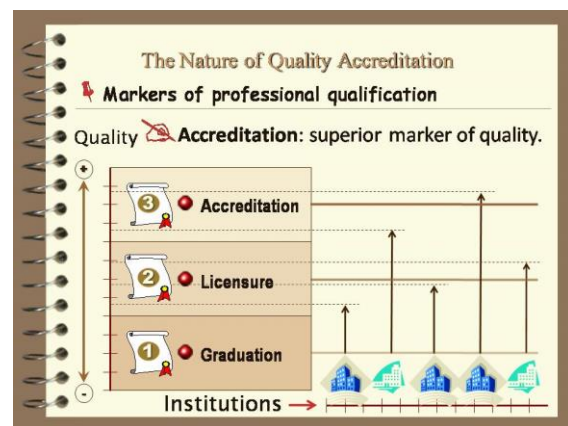 The Nature of Quality Accreditation
Markers of professional qualification
Quality Accreditation: superior marker of quality.
+
3 Accreditation
2 Licensure
1 Graduation
-
Institutions